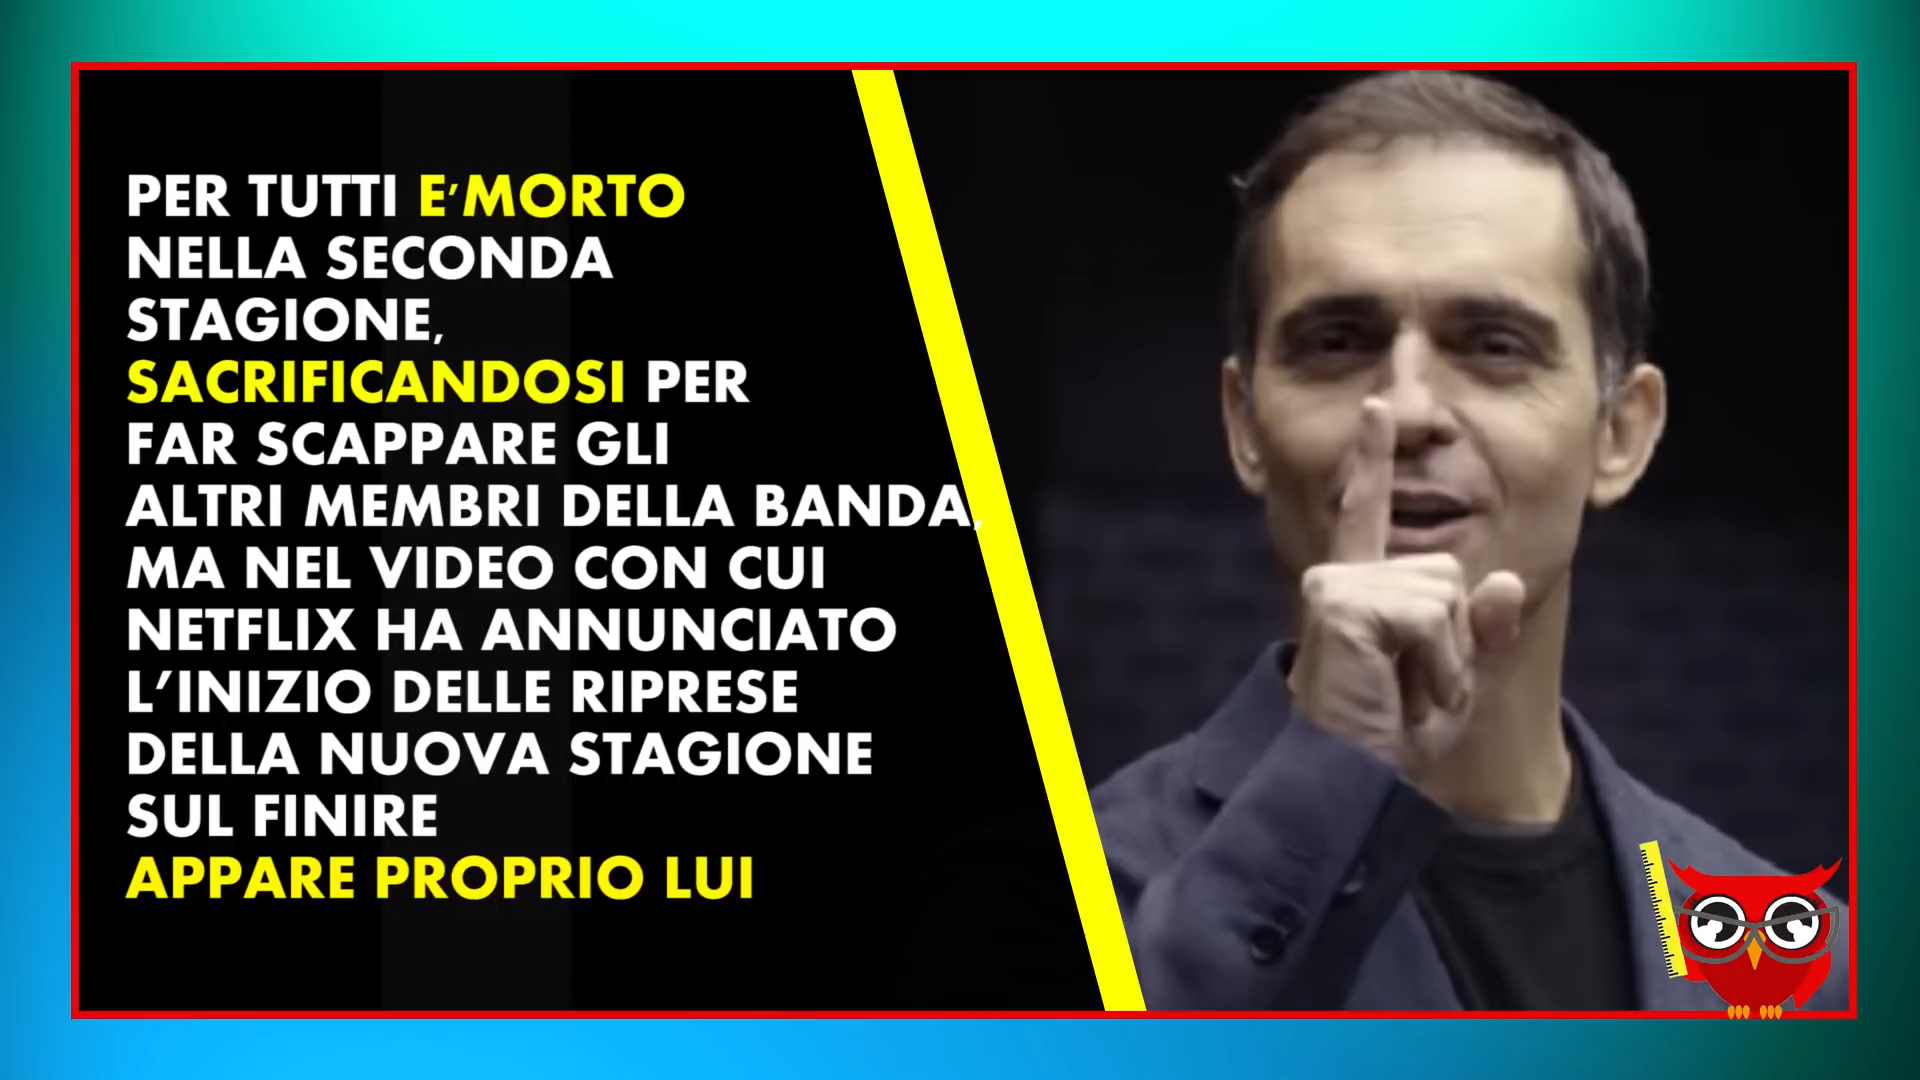 PER TUTTI E'MORTO
NELLA SECONDA
STAGIONE,
SACRIFICANDOSI PER
FAR SCAPPARE GLI
ALTRI MEMBRI DELLA BANDA,
MA NEL VIDEO CON CUI
NETFLIX HA ANNUNCIATO
L'INIZIO DELLE RIPRESE
DELLA NUOVA STAGIONE
SUL FINIRE
APPARE PROPRIO LUI